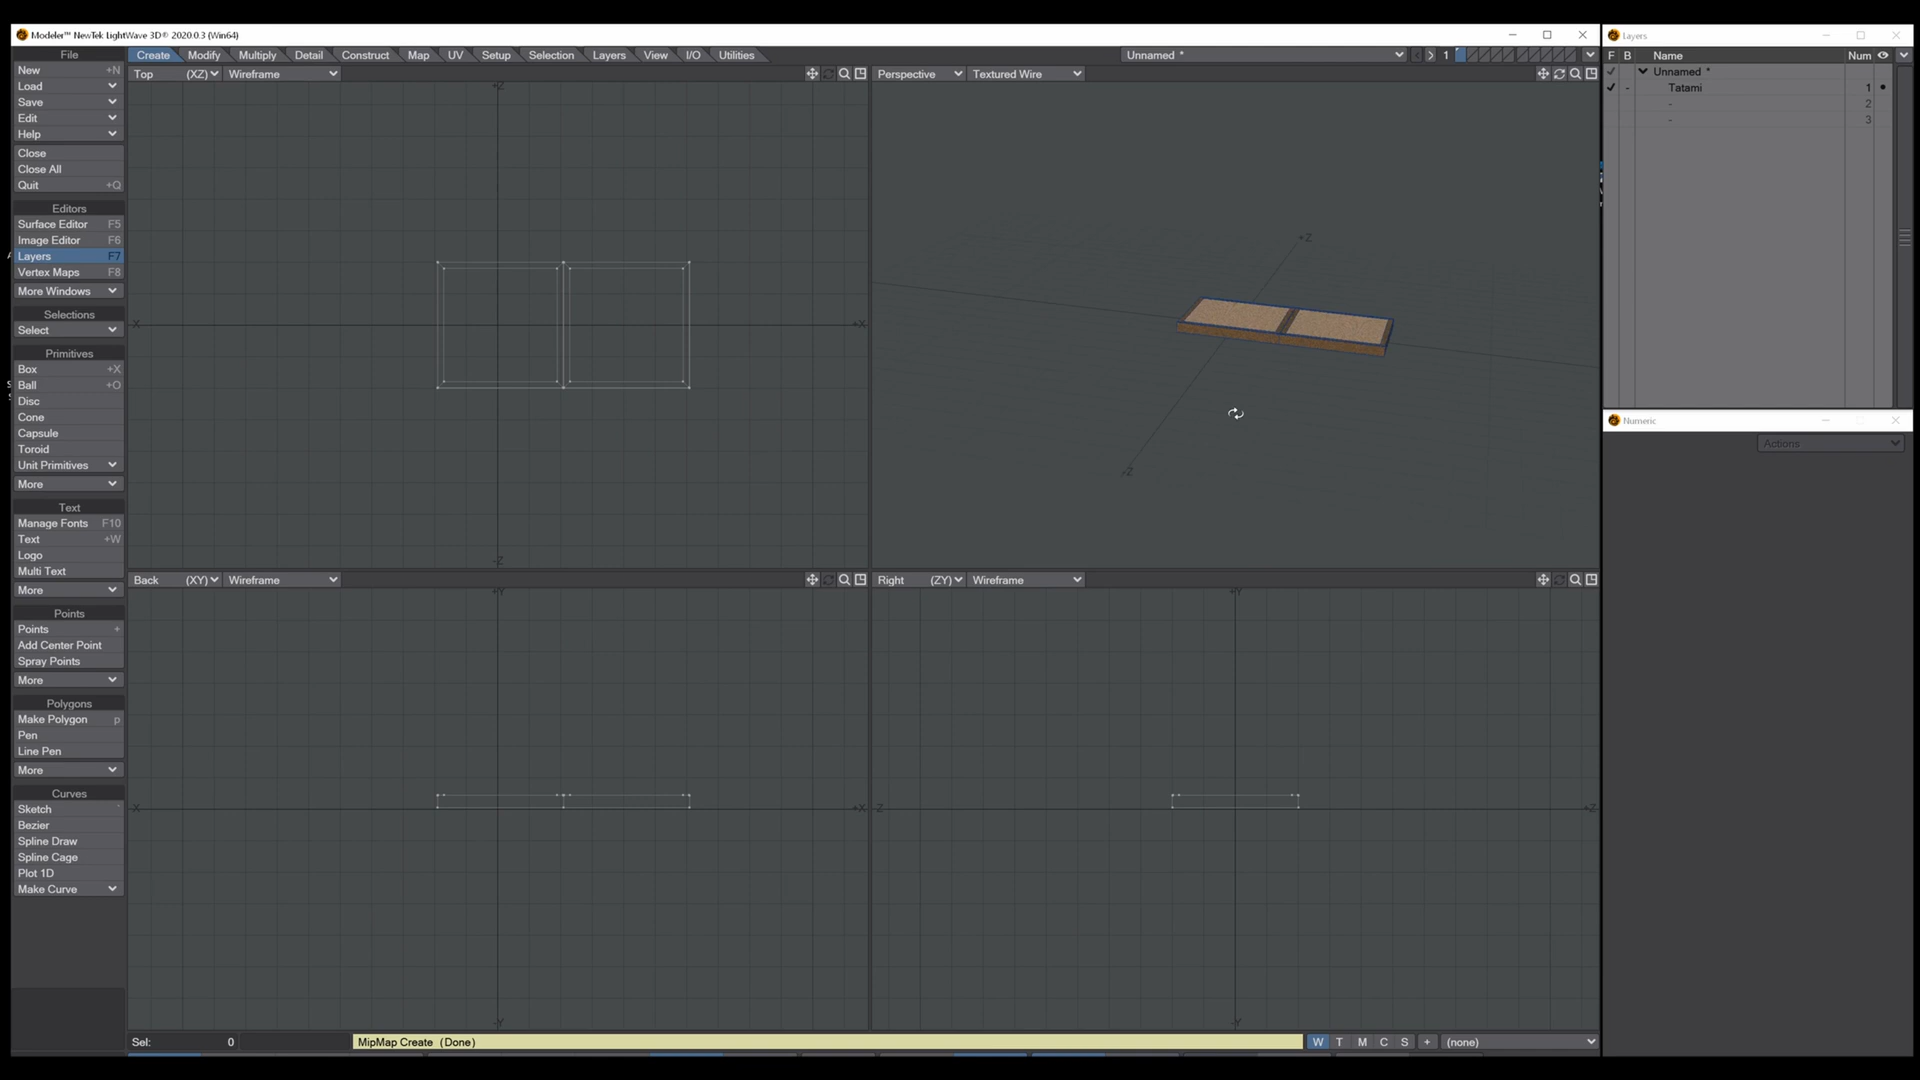 Modeler™ NewTek LightWave 3D® 2020.0.3 (Win64)
Layers
File
Create Modify Multiply Detail Construct Map UV Setup Selection Layers View I/O Utilities
Unnamed *
1
F B Name Num
New +N
Top (XZ) Wireframe
Perspective Textured Wire
Unnamed *
Load
Tatami 1
Save
- 2
Edit
- 3
Help
Close
Close All
Quit +Q
Editors
Surface Editor F5
Image Editor F6
Layers F7
Vertex Maps F8
More Windows
Selections
Select
Primitives
Box +X
Ball +O
Disc
Cone
Capsule
Toroid
Unit Primitives
More
Text
Manage Fonts F10
Text +W
Logo
Multi Text
More
Points
Points +
Add Center Point
Spray Points
More
Polygons
Make Polygon p
Pen
Line Pen
More
Curves
Sketch `
Bezier
Spline Draw
Spline Cage
Plot 1D
Make Curve
+Z
-X
+X
-Z
+Z
-Z
Numeric
Actions
Back (XY) Wireframe
Right (ZY) Wireframe
+Y
-X
+X
-Y
+Y
-Z
+Z
-Y
Sel: 0
MipMap Create (Done)
W T M C S + (none)